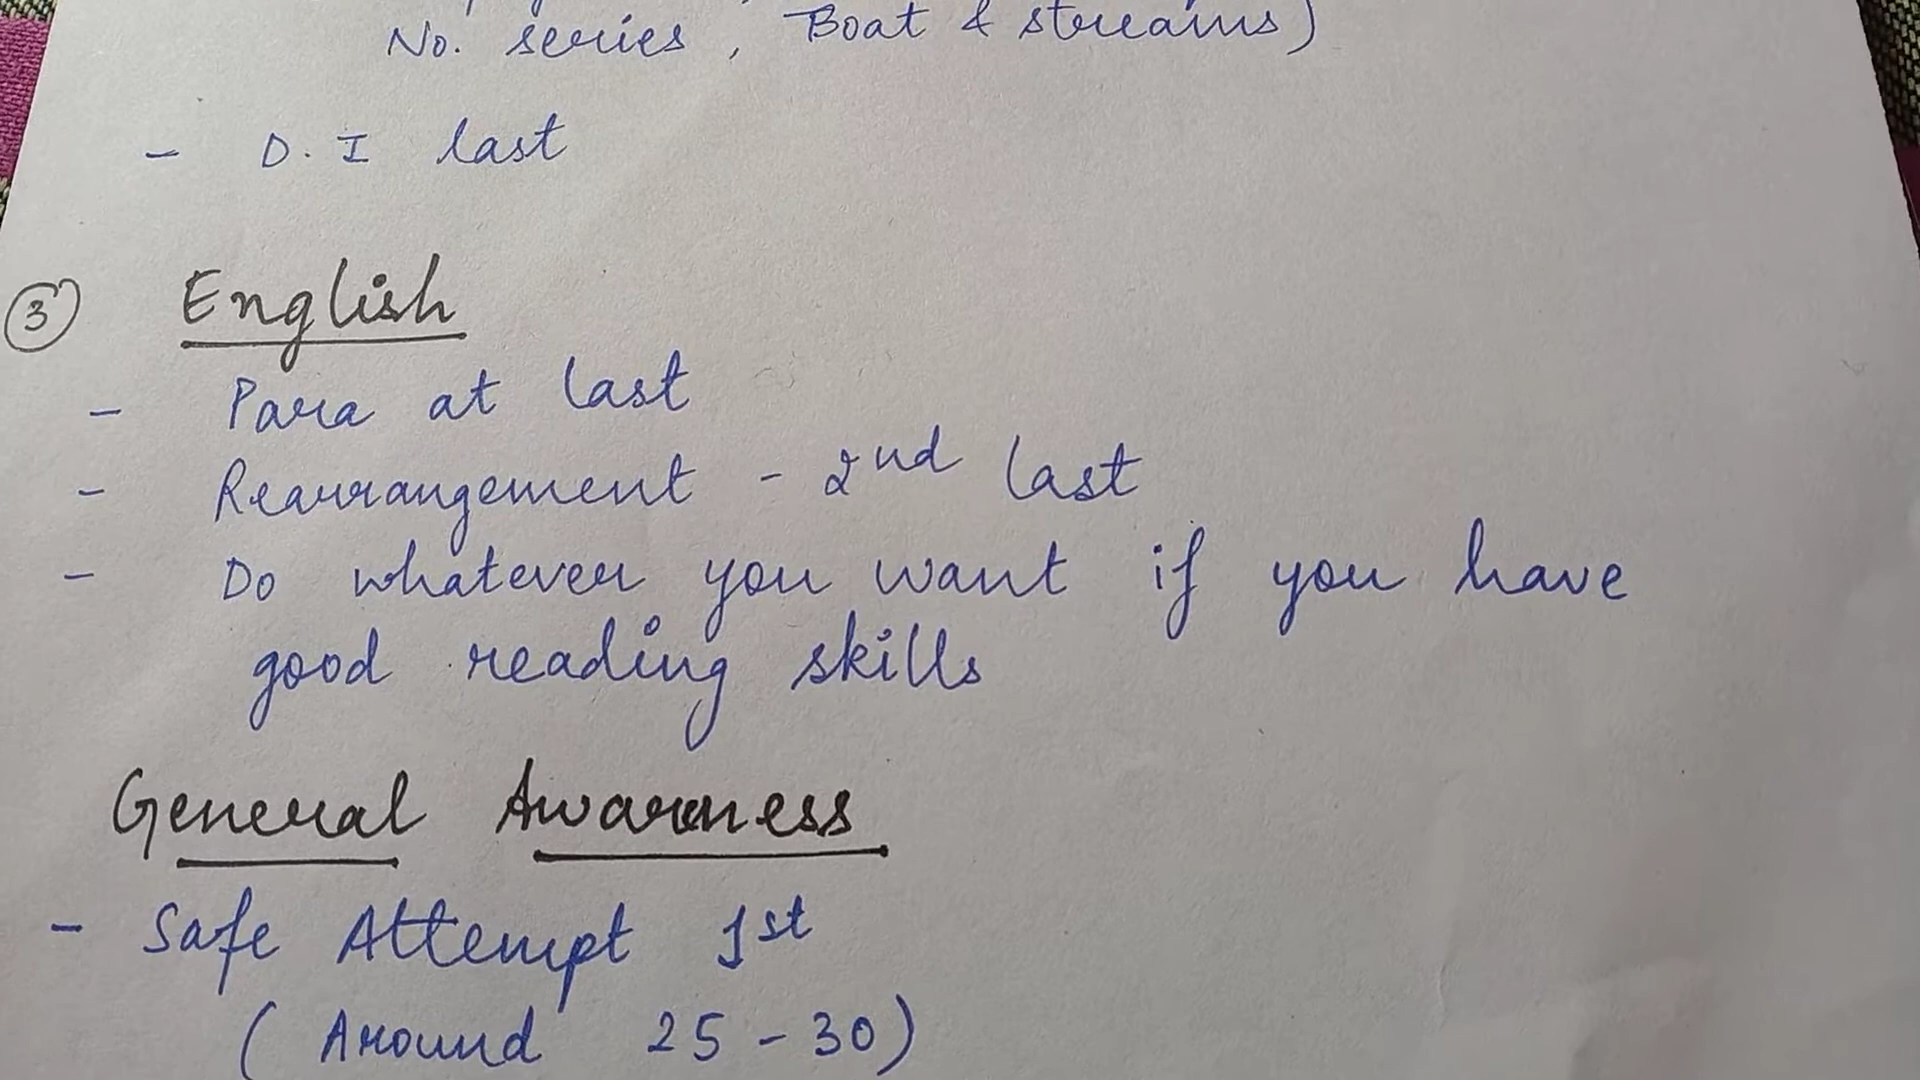 No. series, Boat & streams)
- D.I last
③ English
- Para at last
- Rearrangement - 2nd last
- Do whatever you want if you have
good reading skills
General Awareness
- Safe Attempt 1st
(Around 25-30)